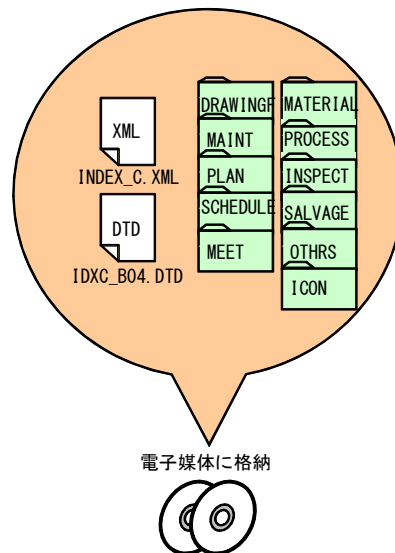 XML
INDEX_C.XML
DTD
IDXC_B04.DTD
DRAWINGF
MAINT
PLAN
SCHEDULE
MEET
MATERIAL
PROCESS
INSPECT
SALVAGE
OTHRS
ICON
電子媒体に格納